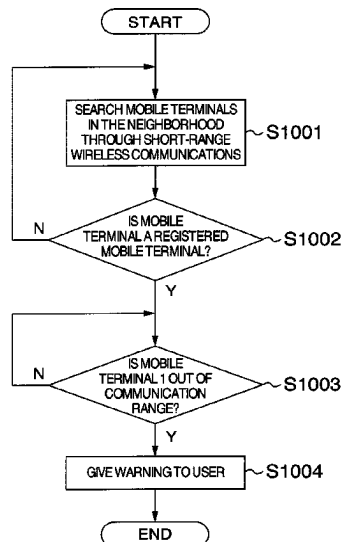 START
SEARCH MOBILE TERMINALS
IN THE NEIGHBORHOOD
THROUGH SHORT-RANGE
WIRELESS COMMUNICATIONS
S1001
IS MOBILE
TERMINAL A REGISTERED
MOBILE TERMINAL?
N
S1002
Y
IS MOBILE
TERMINAL 1 OUT OF
COMMUNICATION
RANGE?
N
S1003
Y
GIVE WARNING TO USER
S1004
END